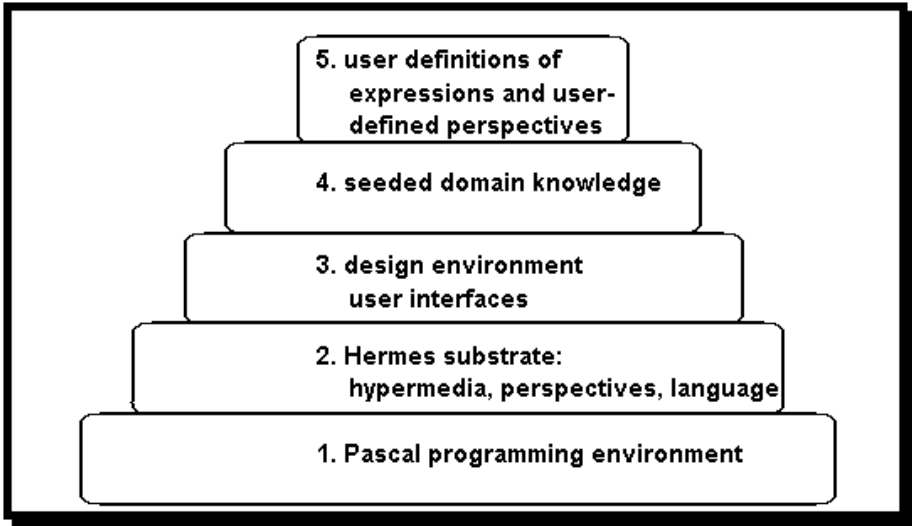 5. user definitions of
expressions and user-
defined perspectives
4. seeded domain knowledge
3. design environment
user interfaces
2. Hermes substrate:
hypermedia, perspectives, language
1. Pascal programming environment